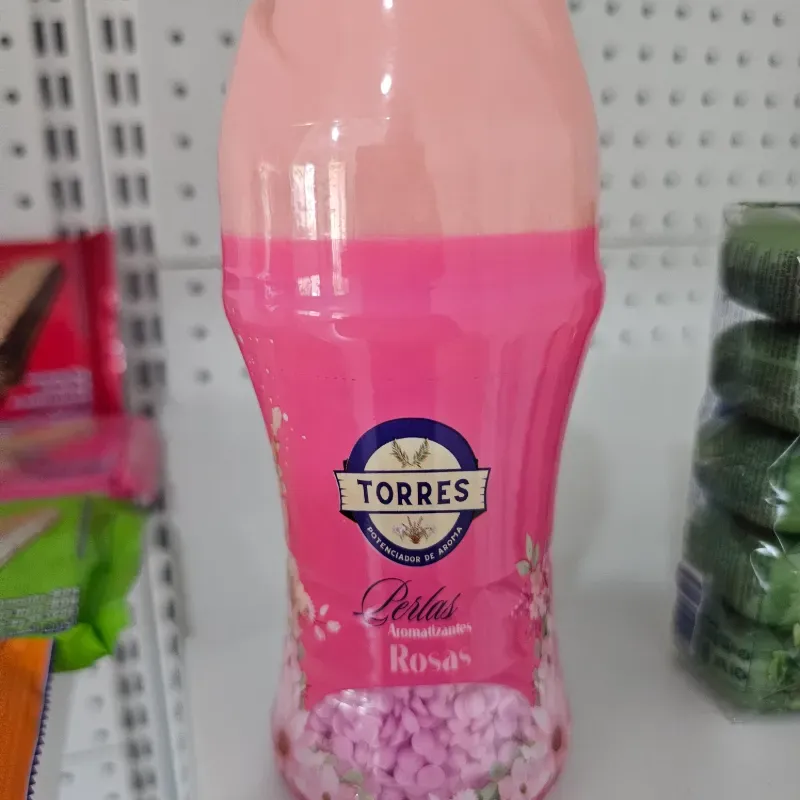 TORRES
POTENCIADOR DE AROMA
Perlas
Aromatizantes
Rosas